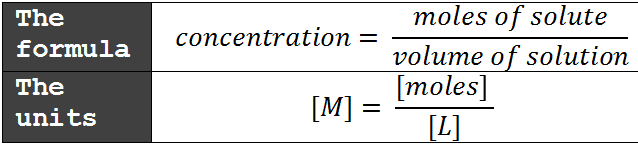 The
formula
concentration = moles of solute / volume of solution
The
units
[M] = [moles] / [L]